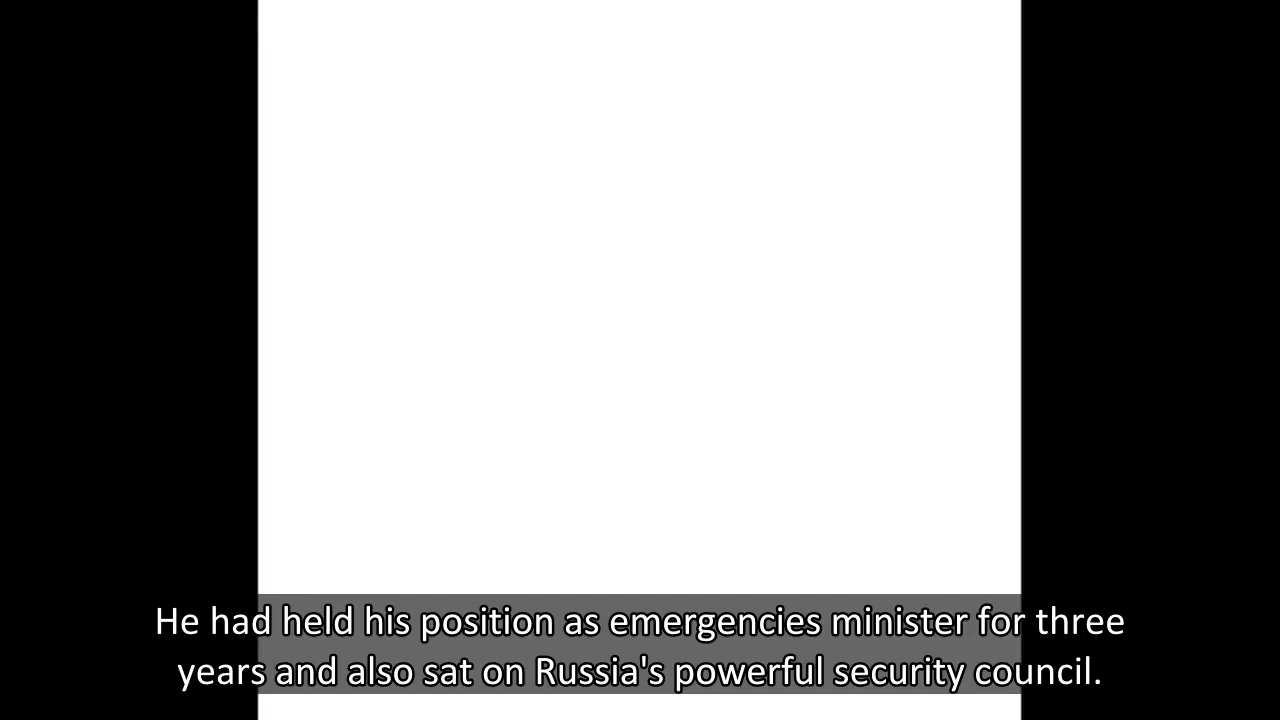 He had held his position as emergencies minister for three
years and also sat on Russia's powerful security council.